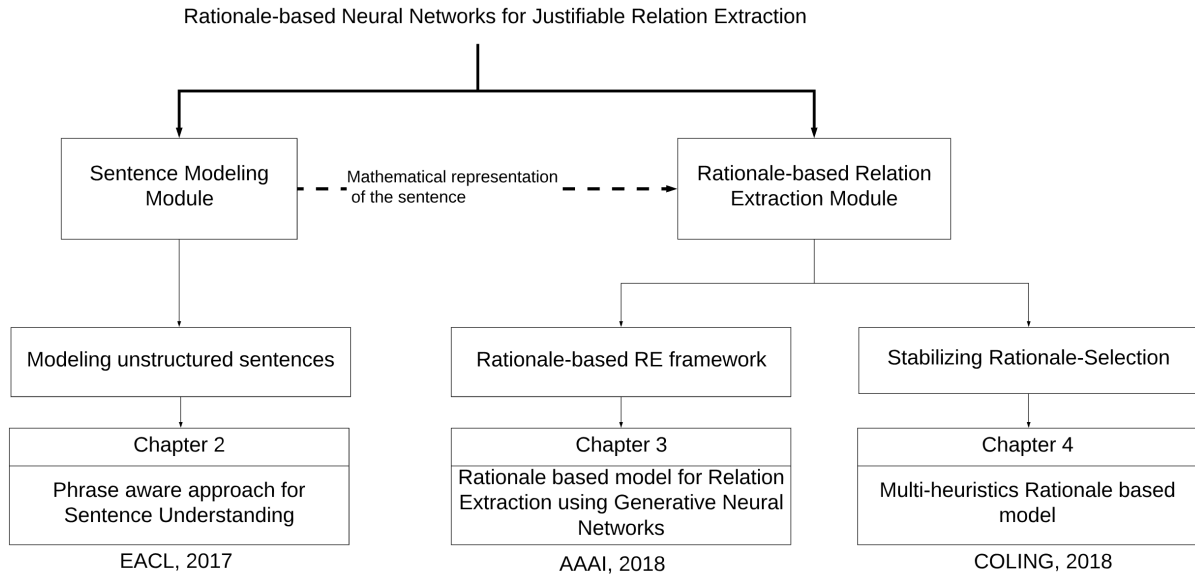 Rationale-based Neural Networks for Justifiable Relation Extraction
Sentence Modeling
Module
Mathematical representation
of the sentence
Rationale-based Relation
Extraction Module
Modeling unstructured sentences
Rationale-based RE framework
Stabilizing Rationale-Selection
Chapter 2
Phrase aware approach for
Sentence Understanding
EACL, 2017
Chapter 3
Rationale based model for Relation
Extraction using Generative Neural
Networks
AAAI, 2018
Chapter 4
Multi-heuristics Rationale based
model
COLING, 2018